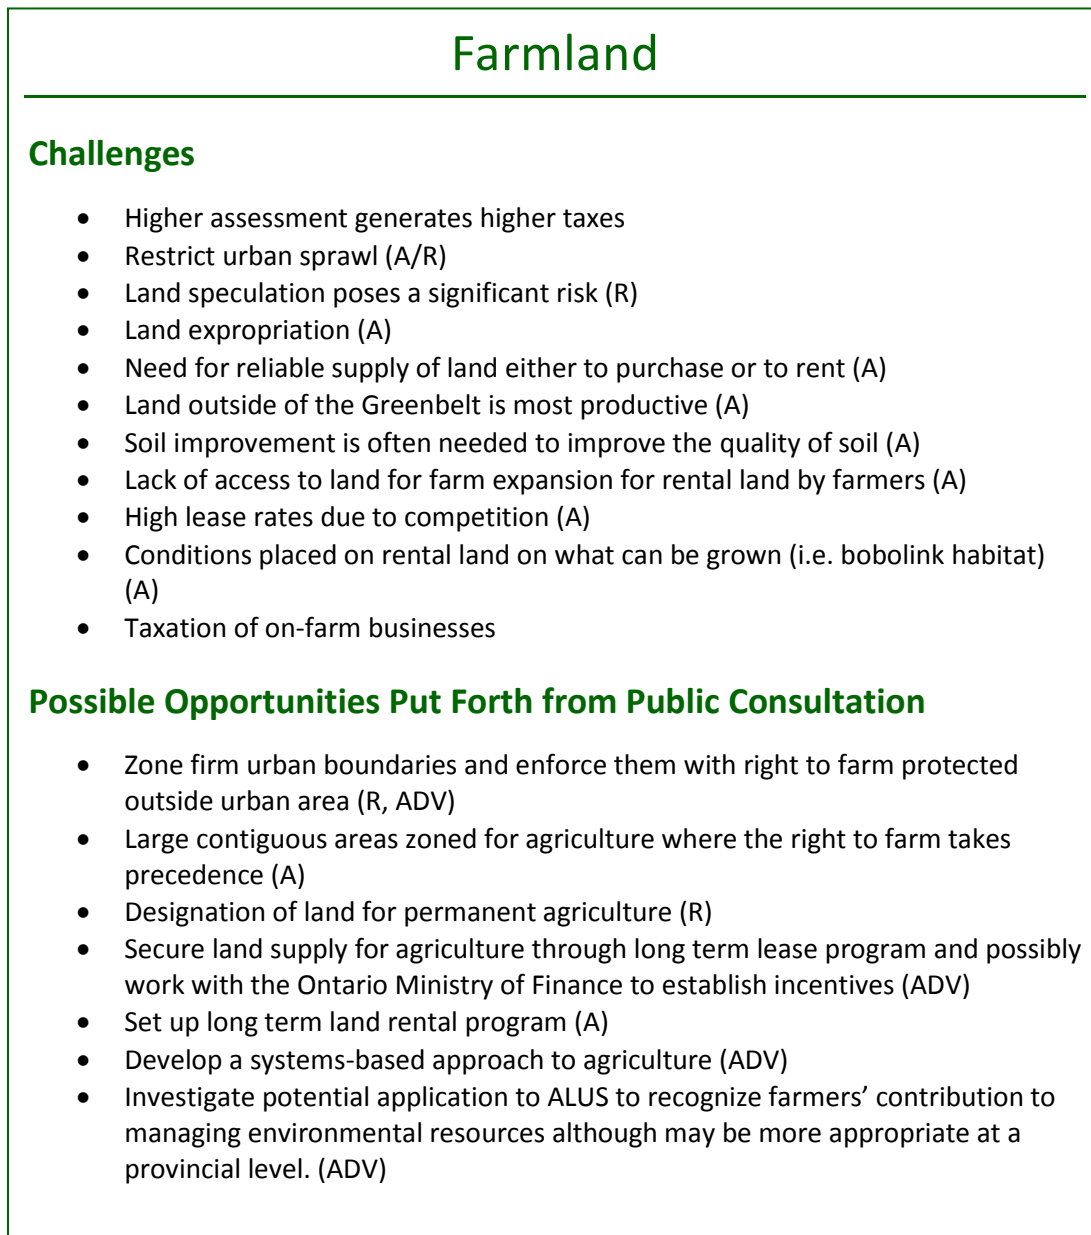 Farmland
Challenges
• Higher assessment generates higher taxes
• Restrict urban sprawl (A/R)
• Land speculation poses a significant risk (R)
• Land expropriation (A)
• Need for reliable supply of land either to purchase or to rent (A)
• Land outside of the Greenbelt is most productive (A)
• Soil improvement is often needed to improve the quality of soil (A)
• Lack of access to land for farm expansion for rental land by farmers (A)
• High lease rates due to competition (A)
• Conditions placed on rental land on what can be grown (i.e. bobolink habitat)
(A)
• Taxation of on-farm businesses
Possible Opportunities Put Forth from Public Consultation
• Zone firm urban boundaries and enforce them with right to farm protected
outside urban area (R, ADV)
• Large contiguous areas zoned for agriculture where the right to farm takes
precedence (A)
• Designation of land for permanent agriculture (R)
• Secure land supply for agriculture through long term lease program and possibly
work with the Ontario Ministry of Finance to establish incentives (ADV)
• Set up long term land rental program (A)
• Develop a systems-based approach to agriculture (ADV)
• Investigate potential application to ALUS to recognize farmers’ contribution to
managing environmental resources although may be more appropriate at a
provincial level. (ADV)